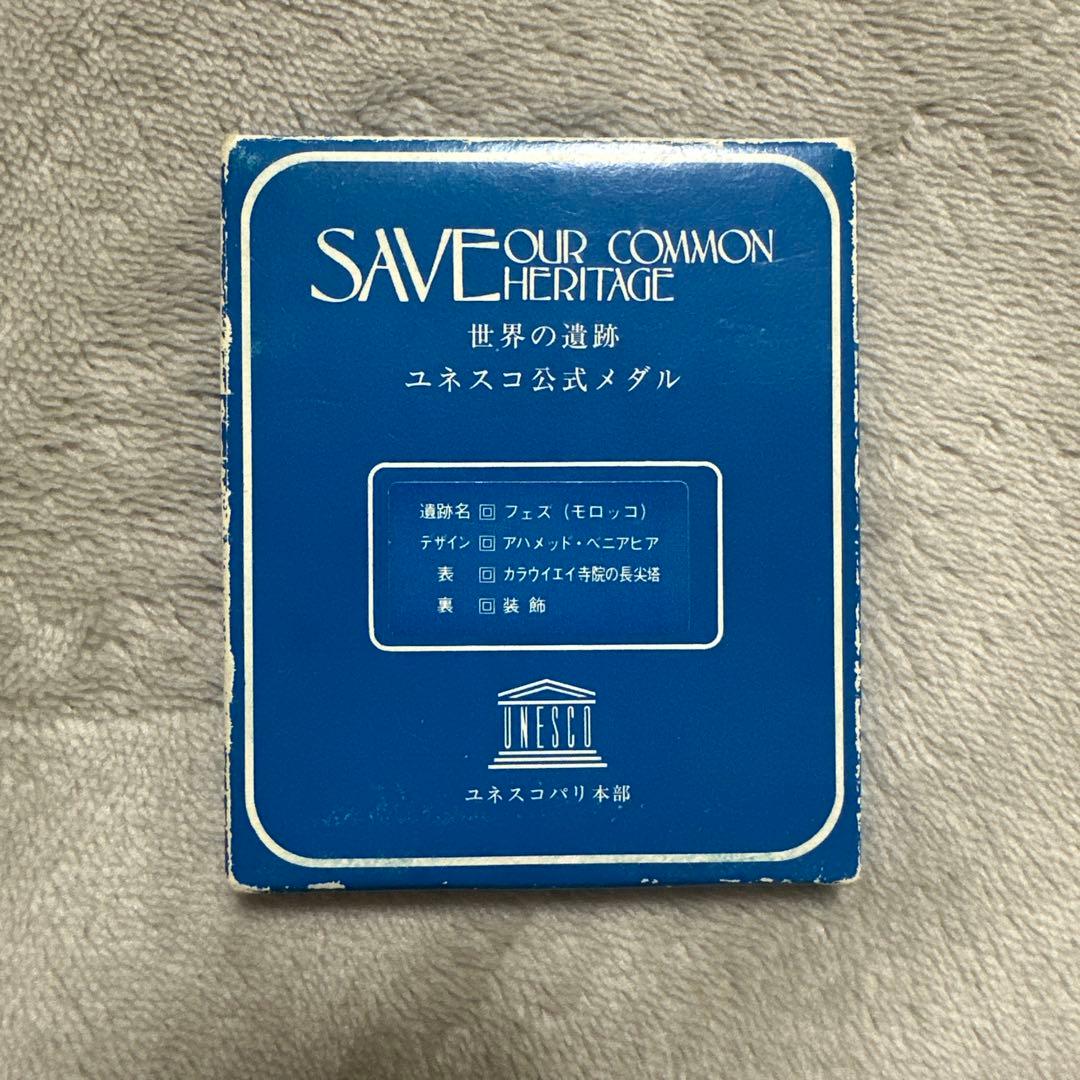 SAVE OUR COMMON
HERITAGE
世界の遺跡
ユネスコ公式メダル
遺跡名 回 フェズ（モロッコ）
デザイン 回 アハメッド・ベニアヒア
表 回 カラウイエイ寺院の長尖塔
裏 回 装飾
UNESCO
ユネスコパリ本部